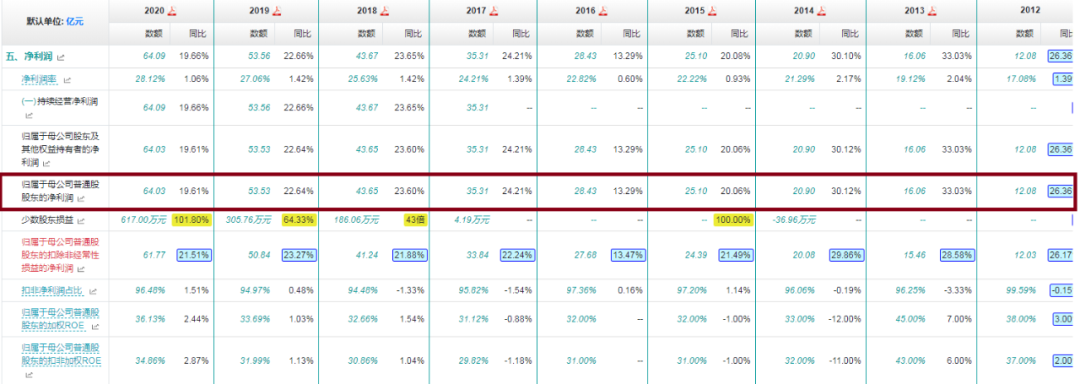 默认单位: 亿元 2020 2019 2018 2017 2016 2015 2014 2013 2012
数额 同比 数额 同比 数额 同比 数额 同比 数额 同比 数额 同比 数额 同比 数额 同比 数额
五、净利润 64.09 19.66% 53.56 22.66% 43.67 23.65% 35.31 24.21% 28.43 13.29% 25.10 20.08% 20.90 30.10% 16.06 33.03% 12.08 26.36
净利润率 28.12% 1.06% 27.06% 1.42% 25.63% 1.42% 24.21% 1.39% 22.82% 0.60% 22.22% 0.93% 21.29% 2.17% 19.12% 2.04% 17.08% 1.39
(一)持续经营净利润 64.09 19.66% 53.56 22.66% 43.67 23.65% 35.31 -- -- -- -- -- -- -- -- -- --
归属于母公司股东及
其他权益持有者的净
利润 64.03 19.61% 53.53 22.64% 43.65 23.60% 35.31 24.21% 28.43 13.29% 25.10 20.06% 20.90 30.12% 16.06 33.03% 12.08 26.36
归属于母公司普通股
股东的净利润 64.03 19.61% 53.53 22.64% 43.65 23.60% 35.31 24.21% 28.43 13.29% 25.10 20.06% 20.90 30.12% 16.06 33.03% 12.08 26.36
少数股东损益 617.00万元 101.80% 305.76万元 64.33% 186.06万元 43倍 4.19万元 -- -- -- -- 100.00% -36.96万元 -- -- -- --
归属于母公司普通股
股东的扣除非经常性
损益的净利润 61.77 21.51% 50.84 23.27% 41.24 21.88% 33.84 22.24% 27.68 13.47% 24.39 21.49% 20.08 29.86% 15.46 28.58% 12.03 26.17
扣非净利润占比 96.48% 1.51% 94.97% 0.48% 94.48% -1.33% 95.82% -1.54% 97.36% 0.16% 97.20% 1.14% 96.06% -0.19% 96.25% -3.33% 99.59% -0.15
归属于母公司普通股
股东的加权ROE 36.13% 2.44% 33.69% 1.03% 32.66% 1.54% 31.12% -0.88% 32.00% -- 32.00% -1.00% 33.00% -12.00% 45.00% 7.00% 38.00% 3.00
归属于母公司普通股
股东的扣非加权ROE 34.86% 2.87% 31.99% 1.13% 30.86% 1.04% 29.82% -1.18% 31.00% -- 31.00% -1.00% 32.00% -11.00% 43.00% 6.00% 37.00% 2.00